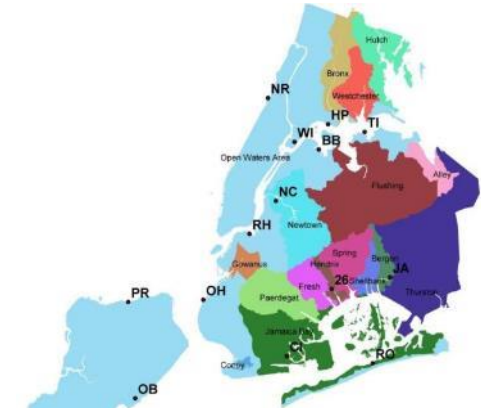 Hutch
Bronx
Westchester
NR
HP
TI
WI
BB
Open Waters Area
Alley
Flushing
NC
Newtown
RH
Spring
Bergen
Gowanus
Hendrix
JA
26
Shellbank
Fresh
Thurston
PR
OH
Paerdegat
Jamaica Bay
CI
RO
Coney
OB